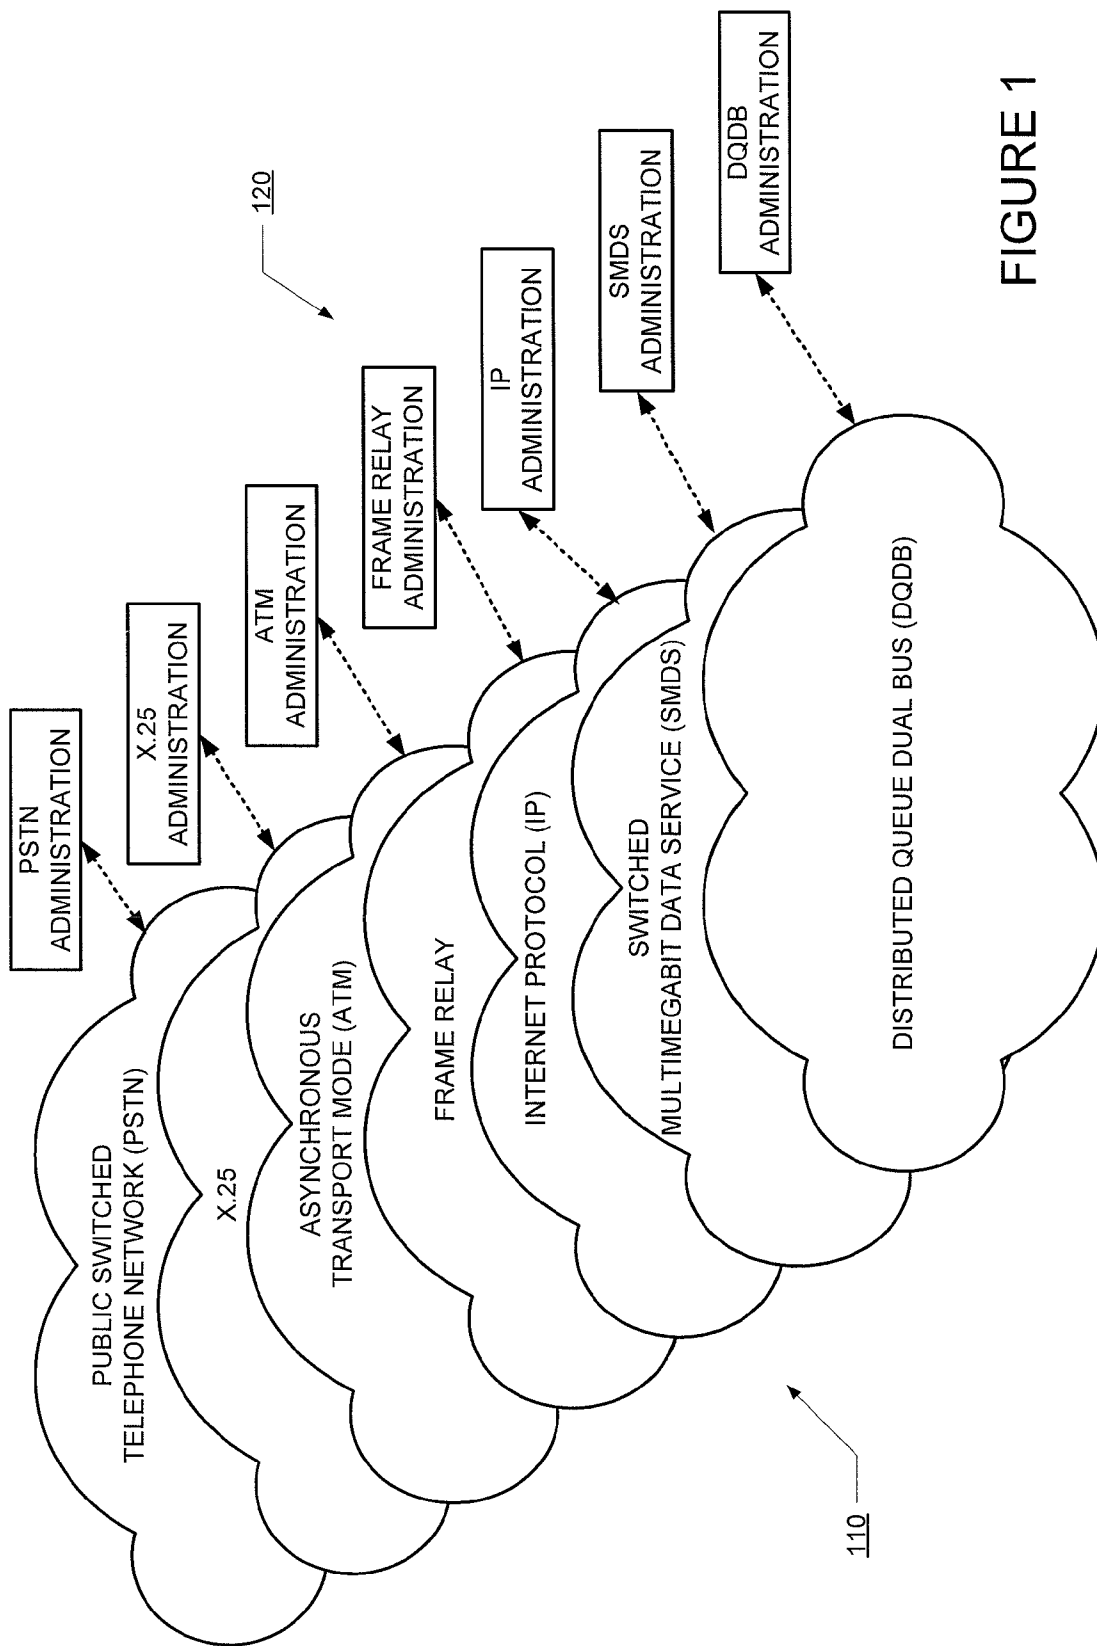 PUBLIC SWITCHED
TELEPHONE NETWORK (PSTN)
PSTN
ADMINISTRATION
X.25
X.25
ADMINISTRATION
ASYNCHRONOUS
TRANSPORT MODE (ATM)
ATM
ADMINISTRATION
120
FRAME RELAY
FRAME RELAY
ADMINISTRATION
INTERNET PROTOCOL (IP)
IP
ADMINISTRATION
SWITCHED
MULTIMEGABIT DATA SERVICE (SMDS)
SMDS
ADMINISTRATION
DISTRIBUTED QUEUE DUAL BUS (DQDB)
DQDB
ADMINISTRATION
110
FIGURE 1